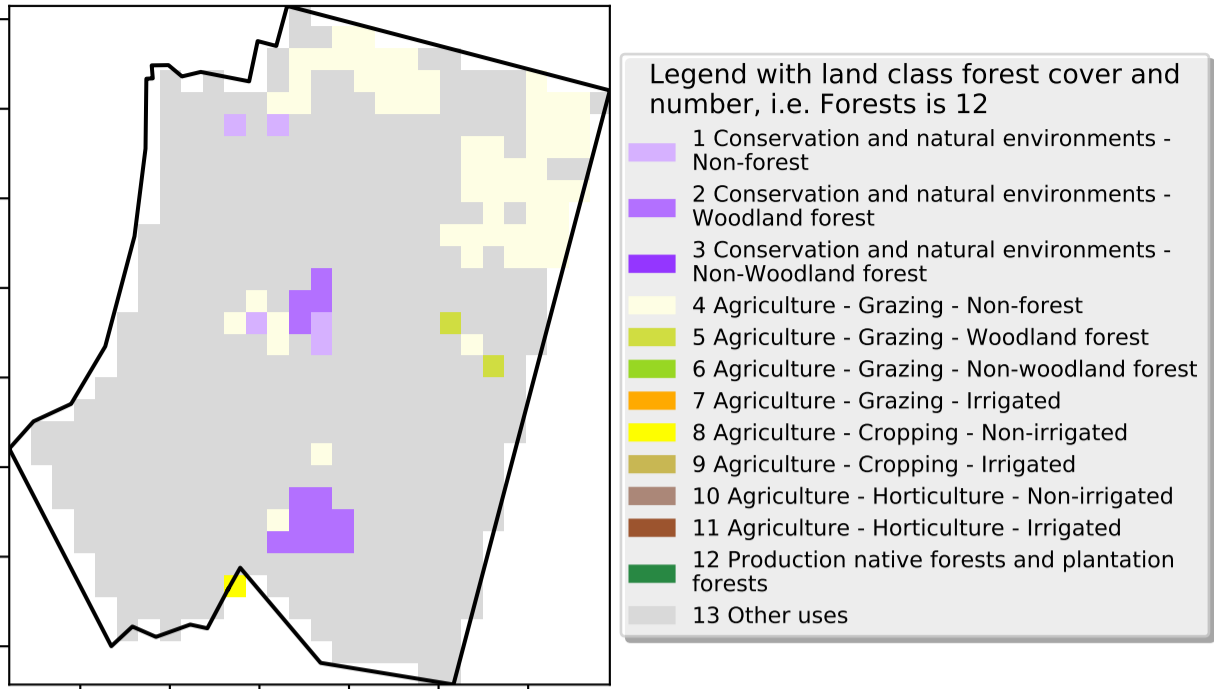 Legend with land class forest cover and
number, i.e. Forests is 12
1 Conservation and natural environments -
Non-forest
2 Conservation and natural environments -
Woodland forest
3 Conservation and natural environments -
Non-Woodland forest
4 Agriculture - Grazing - Non-forest
5 Agriculture - Grazing - Woodland forest
6 Agriculture - Grazing - Non-woodland forest
7 Agriculture - Grazing - Irrigated
8 Agriculture - Cropping - Non-irrigated
9 Agriculture - Cropping - Irrigated
10 Agriculture - Horticulture - Non-irrigated
11 Agriculture - Horticulture - Irrigated
12 Production native forests and plantation
forests
13 Other uses